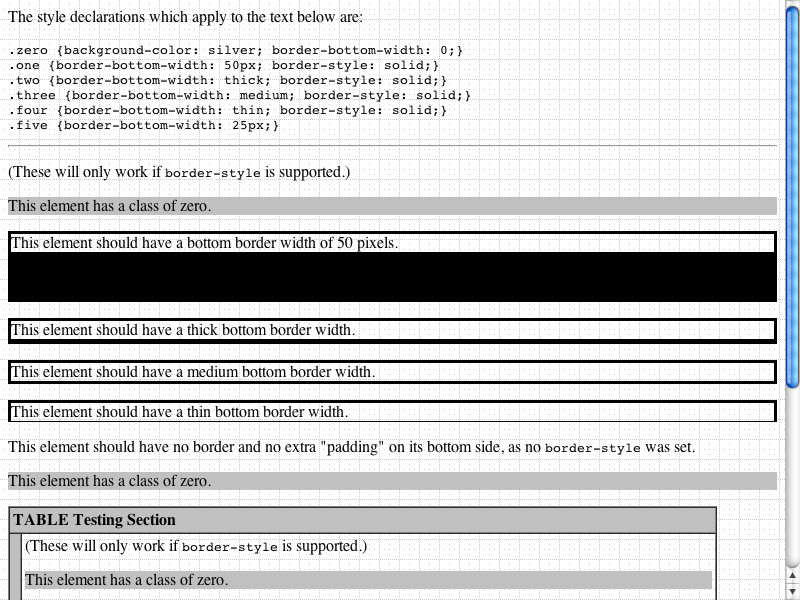 The style declarations which apply to the text below are:
.zero {background-color: silver; border-bottom-width: 0;}
.one {border-bottom-width: 50px; border-style: solid;}
.two {border-bottom-width: thick; border-style: solid;}
.three {border-bottom-width: medium; border-style: solid;}
.four {border-bottom-width: thin; border-style: solid;}
.five {border-bottom-width: 25px;}
(These will only work if border-style is supported.)
This element has a class of zero.
This element should have a bottom border width of 50 pixels.
This element should have a thick bottom border width.
This element should have a medium bottom border width.
This element should have a thin bottom border width.
This element should have no border and no extra "padding" on its bottom side, as no border-style was set.
This element has a class of zero.
TABLE Testing Section
(These will only work if border-style is supported.)
This element has a class of zero.